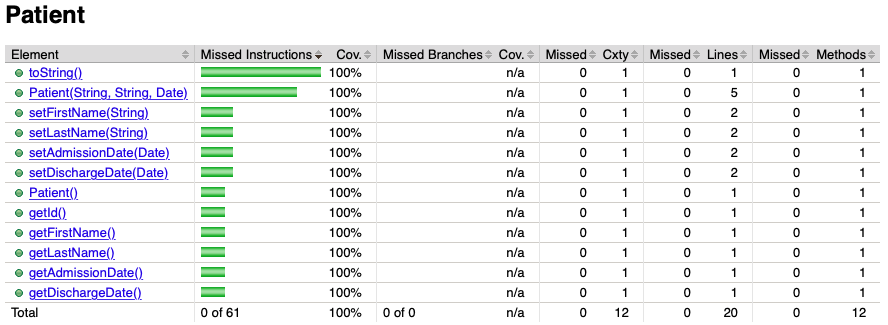 Patient
Element Missed Instructions Cov. Missed Branches Cov. Missed Cxty Missed Lines Missed Methods
toString() 100% n/a 0 1 0 1 0 1
Patient(String, String, Date) 100% n/a 0 1 0 5 0 1
setFirstName(String) 100% n/a 0 1 0 2 0 1
setLastName(String) 100% n/a 0 1 0 2 0 1
setAdmissionDate(Date) 100% n/a 0 1 0 2 0 1
setDischargeDate(Date) 100% n/a 0 1 0 2 0 1
Patient() 100% n/a 0 1 0 1 0 1
getId() 100% n/a 0 1 0 1 0 1
getFirstName() 100% n/a 0 1 0 1 0 1
getLastName() 100% n/a 0 1 0 1 0 1
getAdmissionDate() 100% n/a 0 1 0 1 0 1
getDischargeDate() 100% n/a 0 1 0 1 0 1
Total 0 of 61 100% 0 of 0 n/a 0 12 0 20 0 12